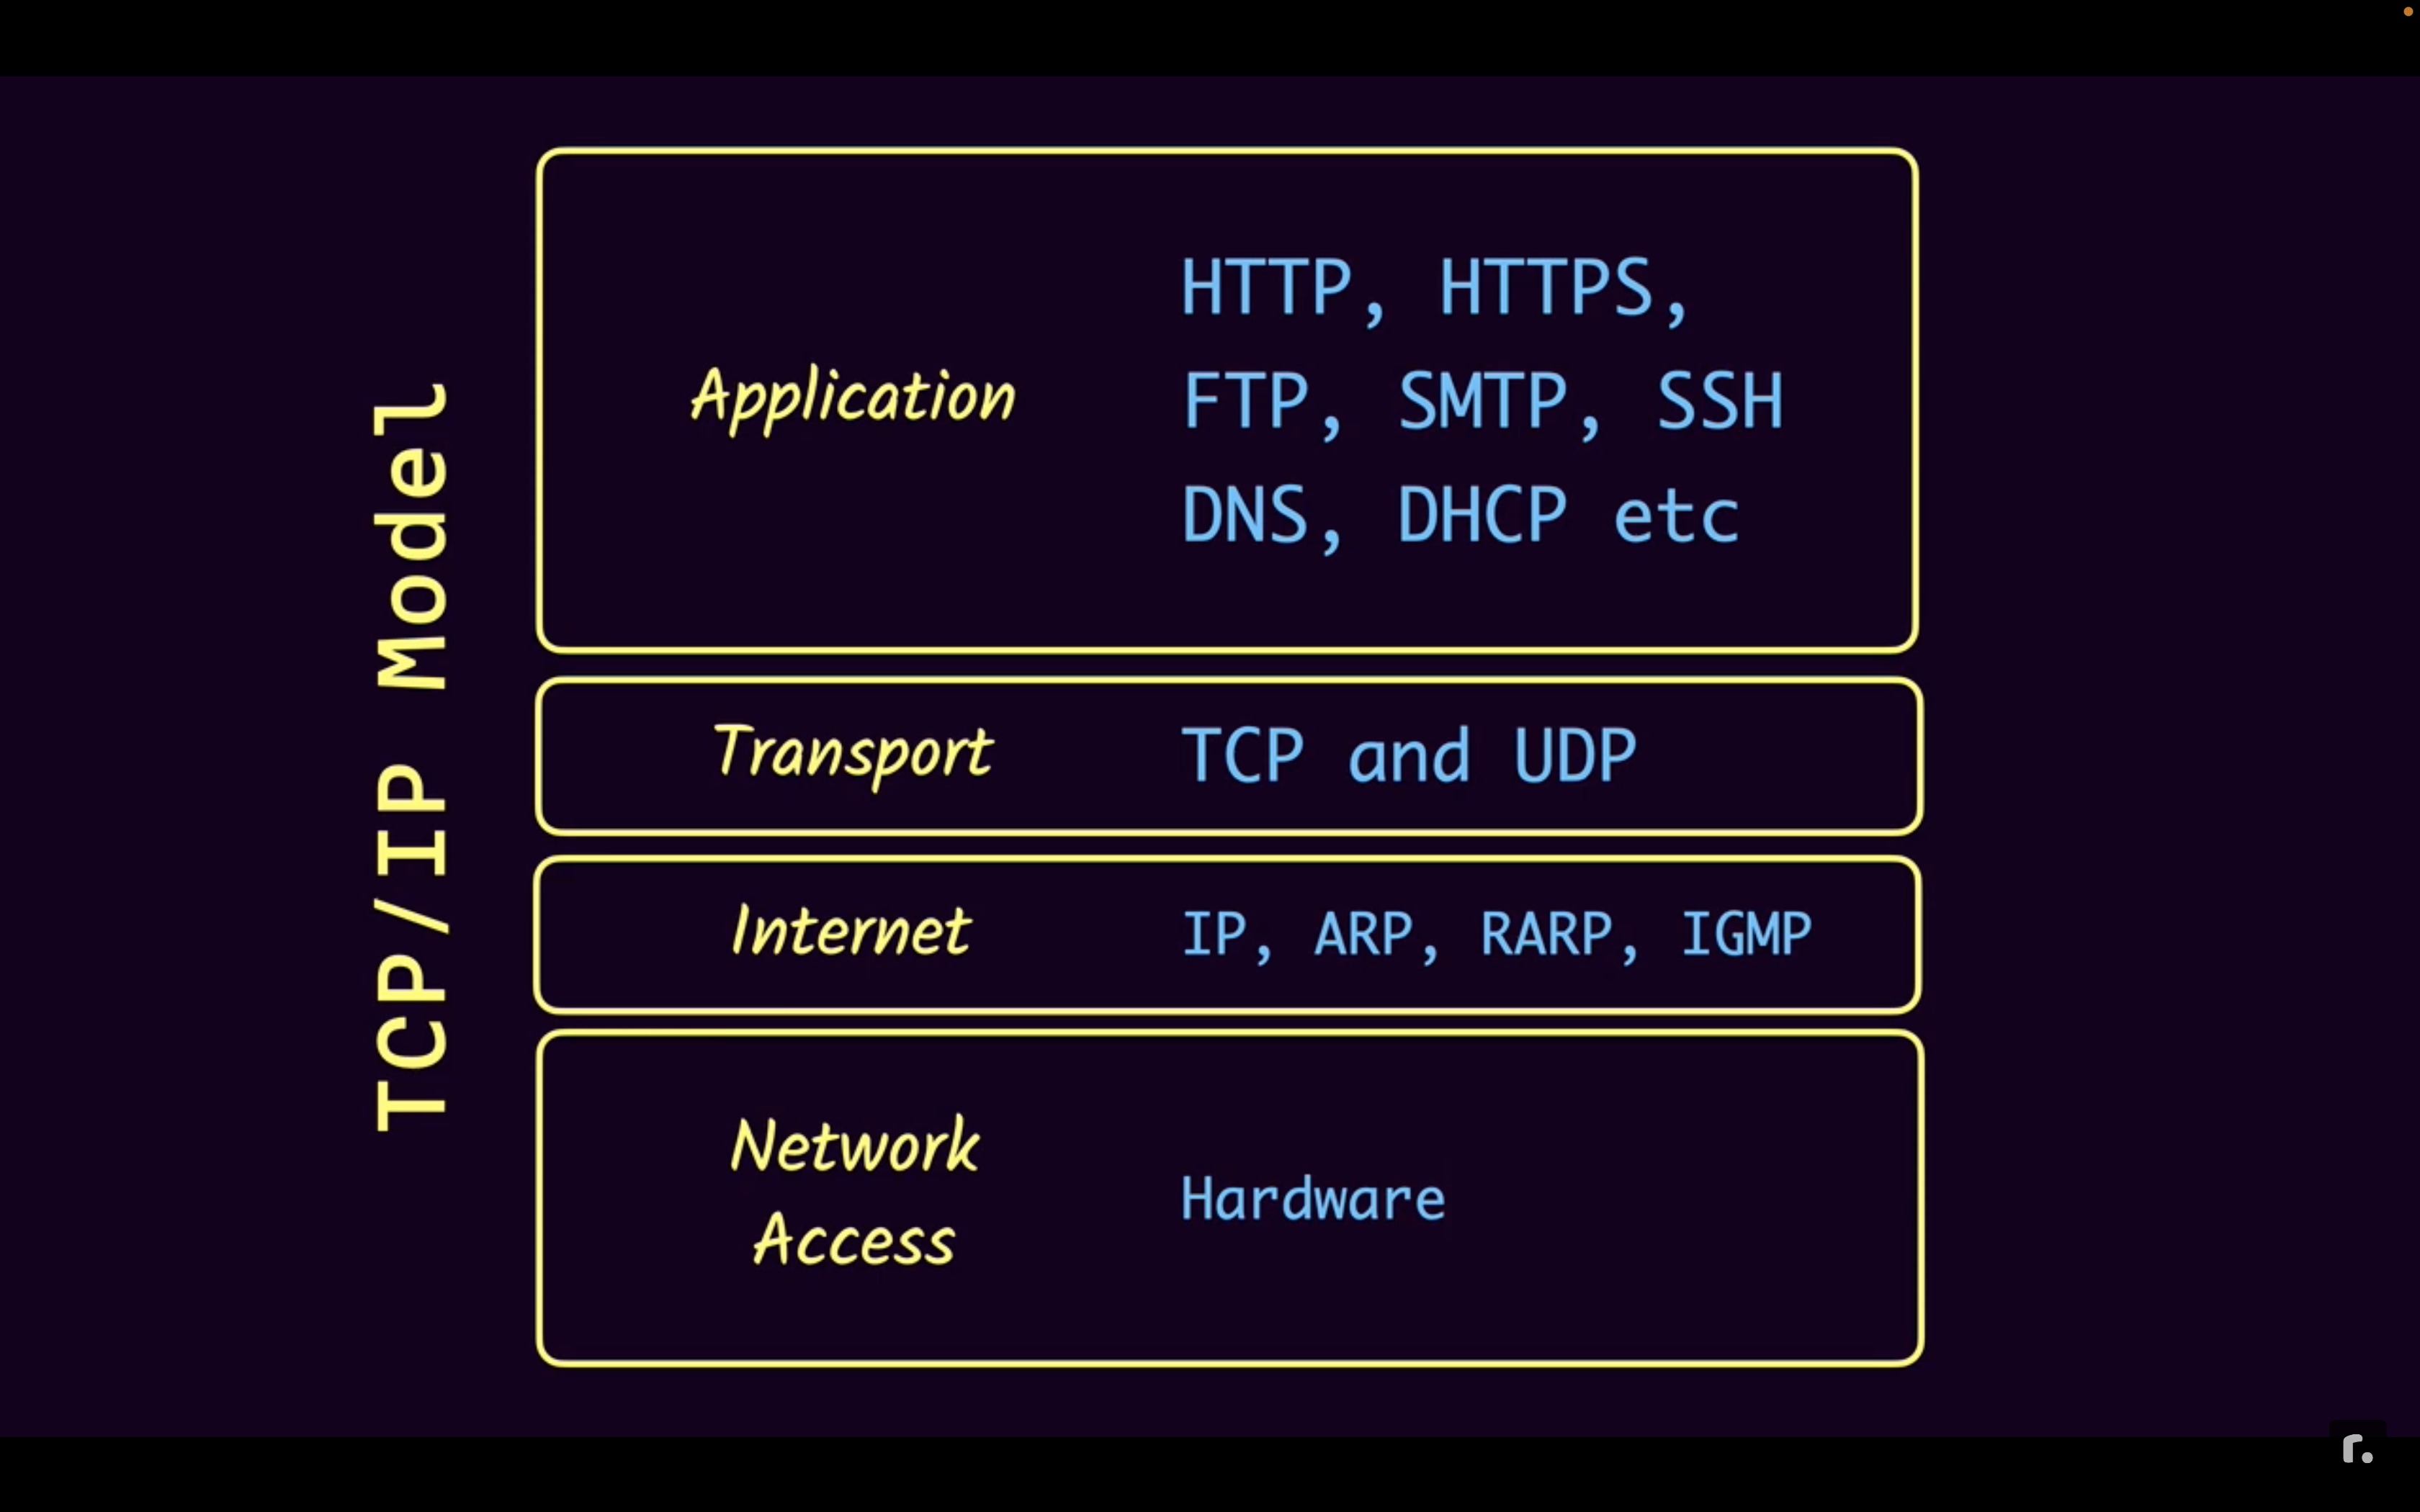 TCP/IP Model
Application
HTTP, HTTPS,
FTP, SMTP, SSH
DNS, DHCP etc
Transport
TCP and UDP
Internet
IP, ARP, RARP, IGMP
Network
Access
Hardware
r.